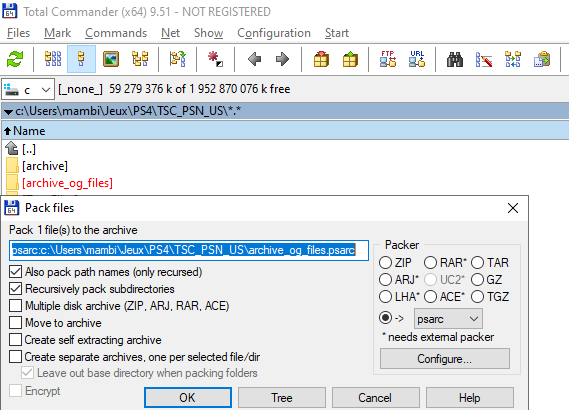 Total Commander (x64) 9.51 - NOT REGISTERED
Files Mark Commands Net Show Configuration Start
FTP URL
c [_none_] 59 279 376 k of 1 952 870 076 k free
c:\Users\mambi\Jeux\PS4\TSC_PSN_US\*.*
Name
[..]
[archive]
[archive_og_files]
64 Pack files
Pack 1 file(s) to the archive
psarc:c:\Users\mambi\Jeux\PS4\TSC_PSN_US\archive_og_files.psarc
Also pack path names (only recursed)
Recursively pack subdirectories
Multiple disk archive (ZIP, ARJ, RAR, ACE)
Move to archive
Create self extracting archive
Create separate archives, one per selected file/dir
Leave out base directory when packing folders
Encrypt
Packer
ZIP RAR* TAR
ARJ* UC2* GZ
LHA* ACE* TGZ
-> psarc
* needs external packer
Configure...
OK Tree Cancel Help